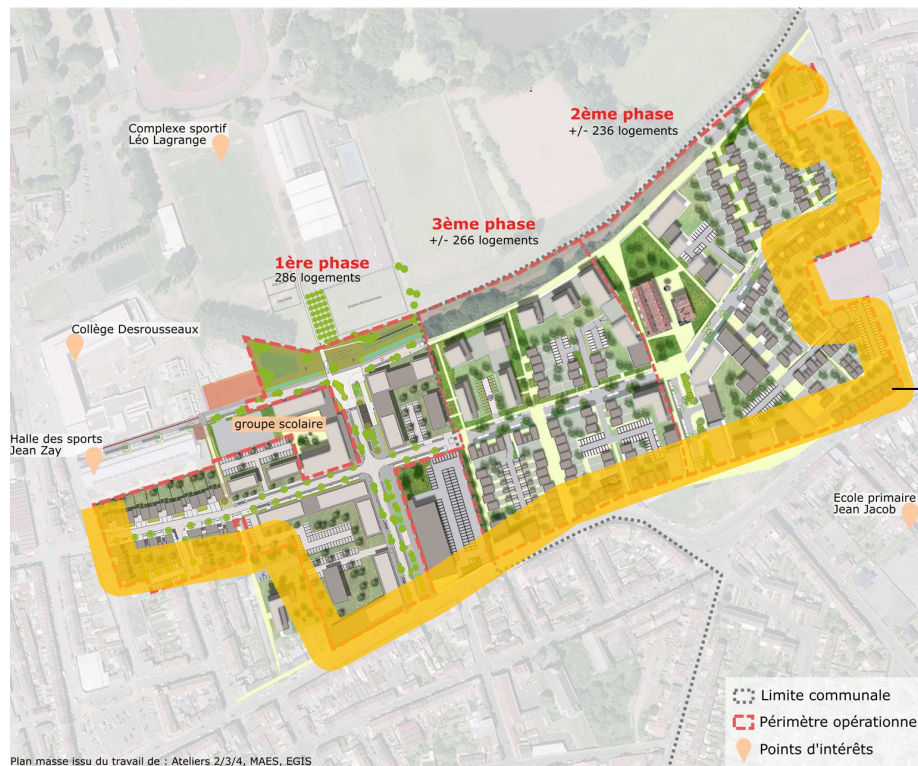 2ème phase
+/- 236 logements
Complexe sportif
Léo Lagrange
3ème phase
+/- 266 logements
1ère phase
286 logements
Collège Desrousseaux
groupe scolaire
Halle des sports
Jean Zay
Ecole primaire
Jean Jacob
Limite communale
Périmètre opérationne
Points d'intérêts
Plan masse issu du travail de : Ateliers 2/3/4, MAES, EGIS